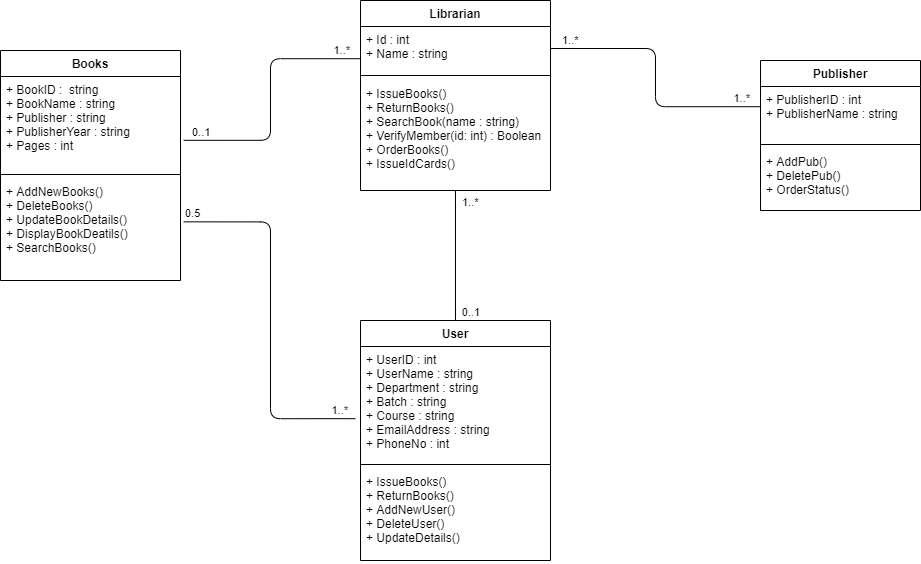 Librarian
+ Id : int
+ Name : string
+ IssueBooks()
+ ReturnBooks()
+ SearchBook(name : string)
+ VerifyMember(id: int) : Boolean
+ OrderBooks()
+ IssueIdCards()
1..*
1..*
1..*
Books
+ BookID : string
+ BookName : string
+ Publisher : string
+ PublisherYear : string
+ Pages : int
+ AddNewBooks()
+ DeleteBooks()
+ UpdateBookDetails()
+ DisplayBookDeatils()
+ SearchBooks()
0..1
0.5
Publisher
+ PublisherID : int
+ PublisherName : string
+ AddPub()
+ DeletePub()
+ OrderStatus()
1..*
0..1
User
+ UserID : int
+ UserName : string
+ Department : string
+ Batch : string
+ Course : string
+ EmailAddress : string
+ PhoneNo : int
+ IssueBooks()
+ ReturnBooks()
+ AddNewUser()
+ DeleteUser()
+ UpdateDetails()
1..*